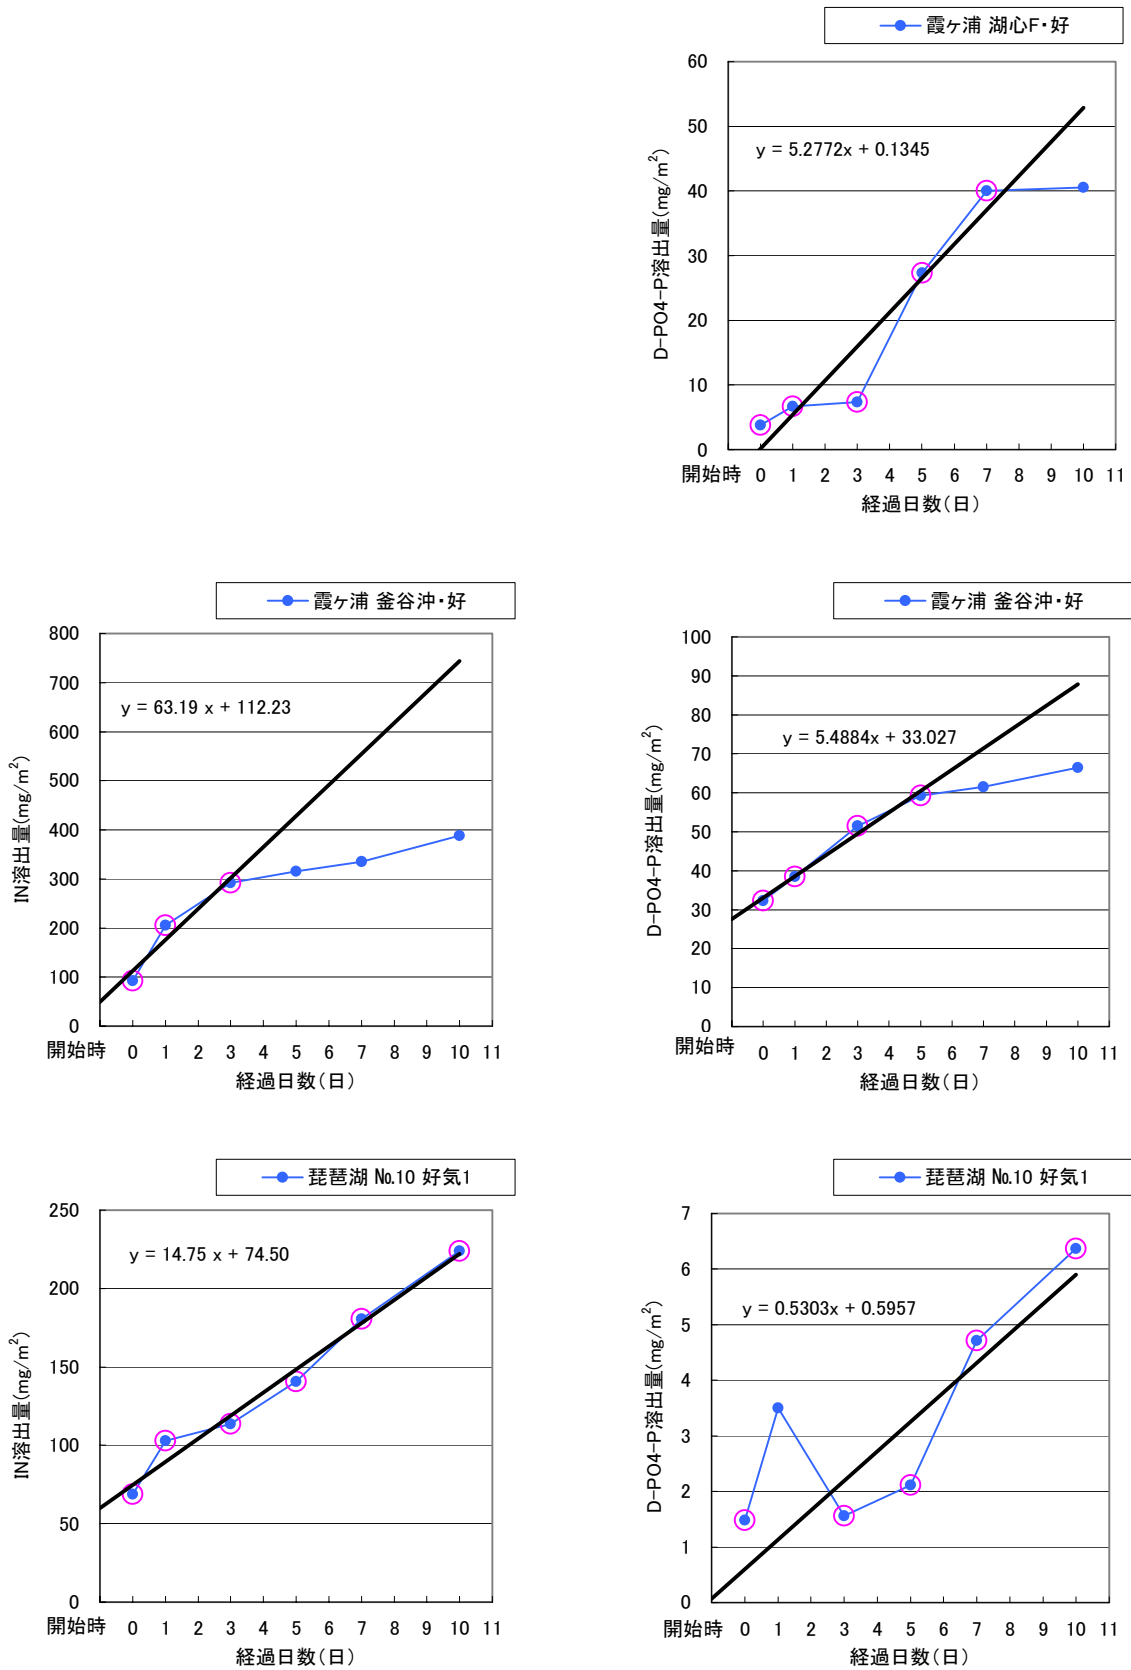 霞ヶ浦 湖心F・好
60
50
40
30
20
10
0
D-PO4-P溶出量(mg/m²)
y = 5.2772x + 0.1345
開始時 0 1 2 3 4 5 6 7 8 9 10 11
経過日数(日)
霞ヶ浦 釜谷沖・好
800
700
600
500
400
300
200
100
0
IN溶出量(mg/m²)
y = 63.19 x + 112.23
開始時 0 1 2 3 4 5 6 7 8 9 10 11
経過日数(日)
霞ヶ浦 釜谷沖・好
100
90
80
70
60
50
40
30
20
10
0
D-PO4-P溶出量(mg/m²)
y = 5.4884x + 33.027
開始時 0 1 2 3 4 5 6 7 8 9 10 11
経過日数(日)
琵琶湖 №10 好気1
250
200
150
100
50
0
IN溶出量(mg/m²)
y = 14.75 x + 74.50
開始時 0 1 2 3 4 5 6 7 8 9 10 11
経過日数(日)
琵琶湖 №10 好気1
7
6
5
4
3
2
1
0
D-PO4-P溶出量(mg/m²)
y = 0.5303x + 0.5957
開始時 0 1 2 3 4 5 6 7 8 9 10 11
経過日数(日)